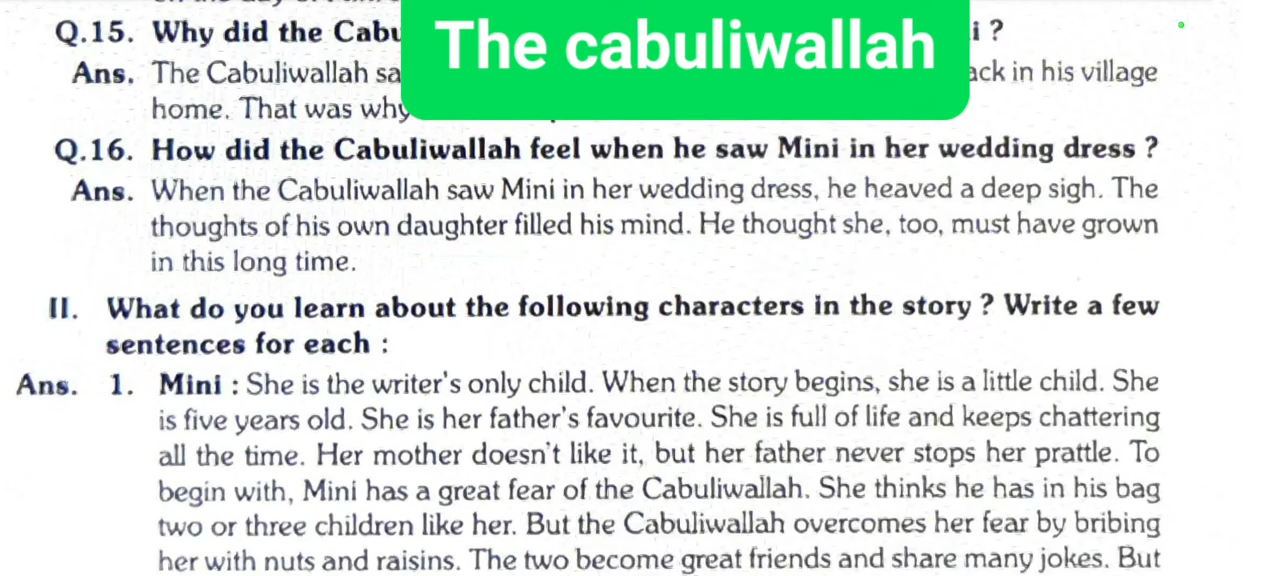 The cabuliwallah
Q.15. Why did the Cabu i ?
Ans. The Cabuliwallah sa ack in his village
home. That was why
Q.16. How did the Cabuliwallah feel when he saw Mini in her wedding dress ?
Ans. When the Cabuliwallah saw Mini in her wedding dress, he heaved a deep sigh. The
thoughts of his own daughter filled his mind. He thought she, too, must have grown
in this long time.
II. What do you learn about the following characters in the story ? Write a few
sentences for each :
Ans. 1. Mini : She is the writer's only child. When the story begins, she is a little child. She
is five years old. She is her father's favourite. She is full of life and keeps chattering
all the time. Her mother doesn't like it, but her father never stops her prattle. To
begin with, Mini has a great fear of the Cabuliwallah. She thinks he has in his bag
two or three children like her. But the Cabuliwallah overcomes her fear by bribing
her with nuts and raisins. The two become great friends and share many jokes. But